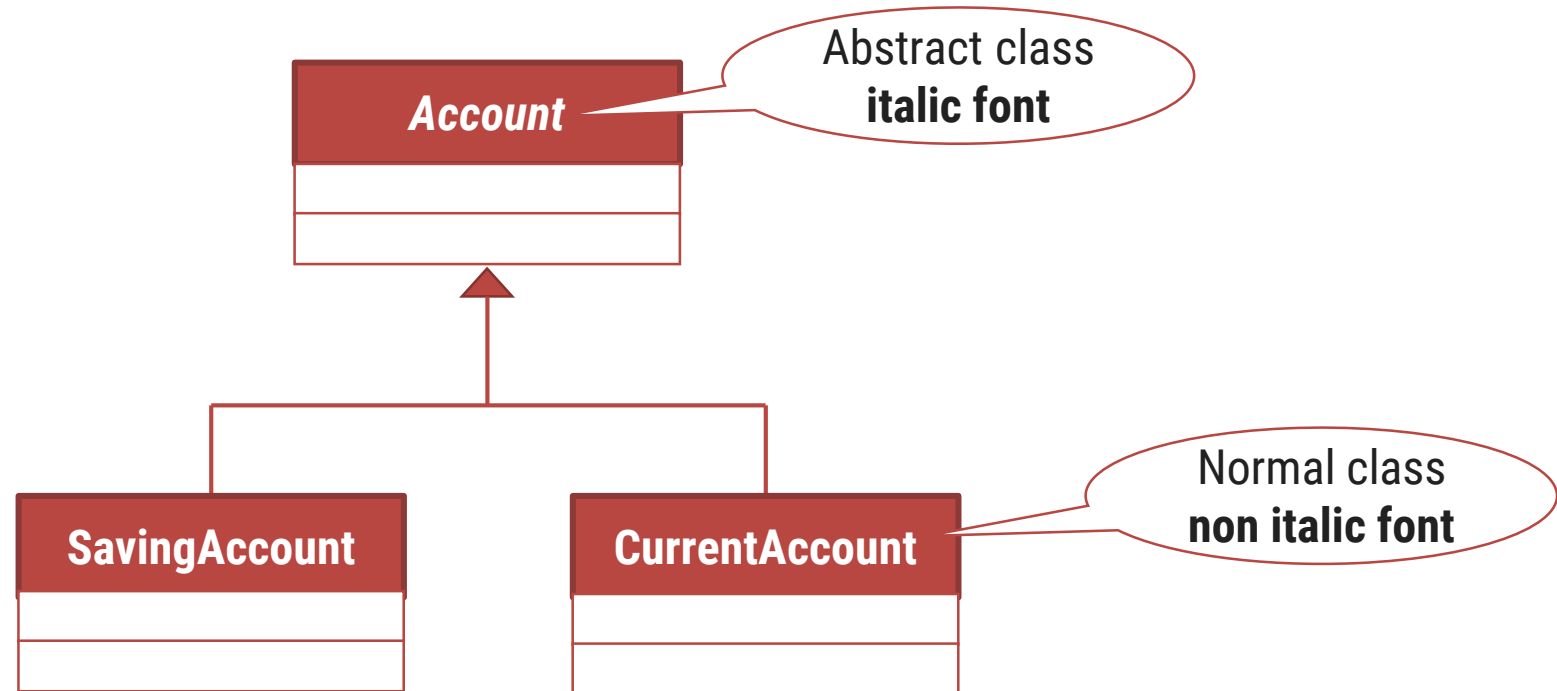 Account
Abstract class
italic font
SavingAccount
CurrentAccount
Normal class
non italic font